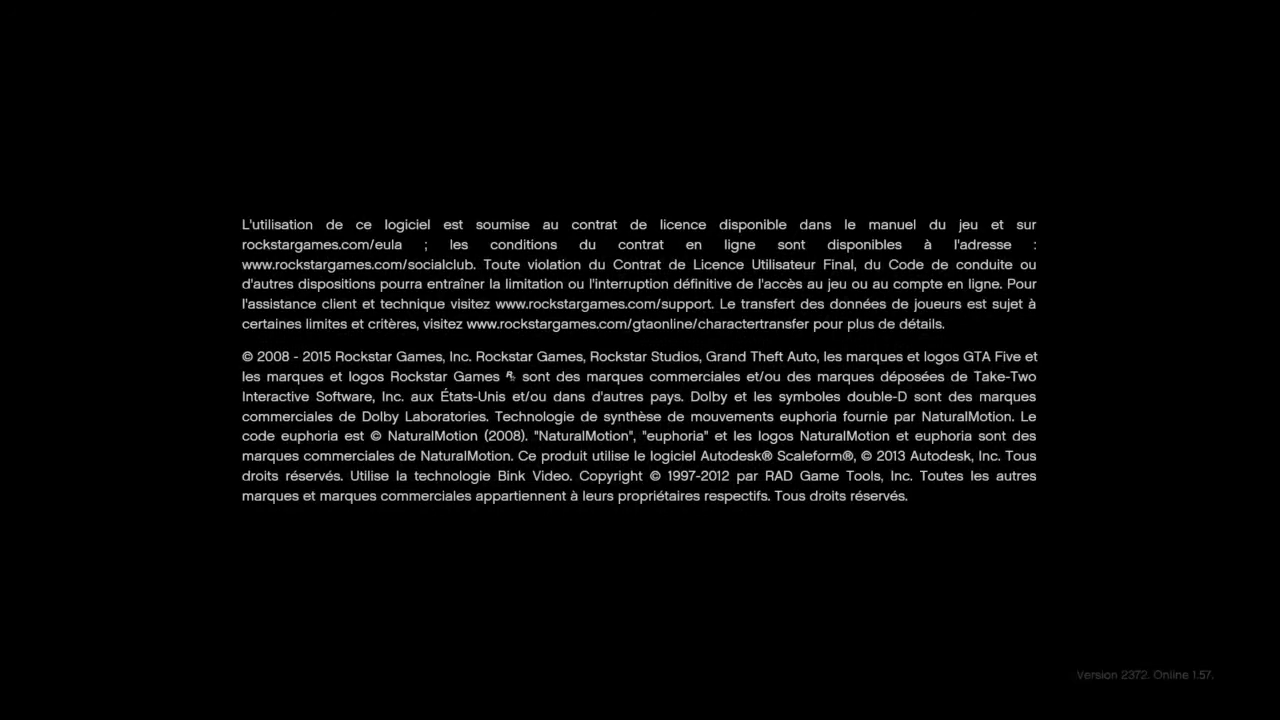 L'utilisation de ce logiciel est soumise au contrat de licence disponible dans le manuel du jeu et sur
rockstargames.com/eula ; les conditions du contrat en ligne sont disponibles à l'adresse :
www.rockstargames.com/socialclub. Toute violation du Contrat de Licence Utilisateur Final, du Code de conduite ou
d'autres dispositions pourra entraîner la limitation ou l'interruption définitive de l'accès au jeu ou au compte en ligne. Pour
l'assistance client et technique visitez www.rockstargames.com/support. Le transfert des données de joueurs est sujet à
certaines limites et critères, visitez www.rockstargames.com/gtaonline/charactertransfer pour plus de détails.
© 2008 - 2015 Rockstar Games, Inc. Rockstar Games, Rockstar Studios, Grand Theft Auto, les marques et logos GTA Five et
les marques et logos Rockstar Games R* sont des marques commerciales et/ou des marques déposées de Take-Two
Interactive Software, Inc. aux États-Unis et/ou dans d'autres pays. Dolby et les symboles double-D sont des marques
commerciales de Dolby Laboratories. Technologie de synthèse de mouvements euphoria fournie par NaturalMotion. Le
code euphoria est © NaturalMotion (2008). "NaturalMotion", "euphoria" et les logos NaturalMotion et euphoria sont des
marques commerciales de NaturalMotion. Ce produit utilise le logiciel Autodesk® Scaleform®, © 2013 Autodesk, Inc. Tous
droits réservés. Utilise la technologie Bink Video. Copyright © 1997-2012 par RAD Game Tools, Inc. Toutes les autres
marques et marques commerciales appartiennent à leurs propriétaires respectifs. Tous droits réservés.
Version 2372. Online 1.57.